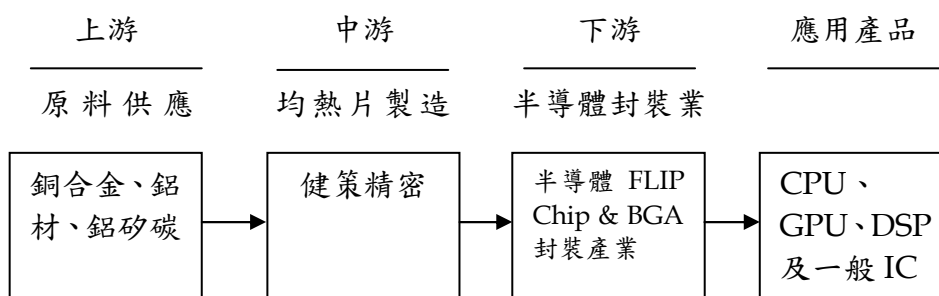 上游 中游 下游 應用產品
原料供應 均熱片製造 半導體封裝業
銅合金、鋁
材、鋁矽碳
健策精密
半導體 FLIP
Chip & BGA
封裝產業
CPU、
GPU、DSP
及一般 IC